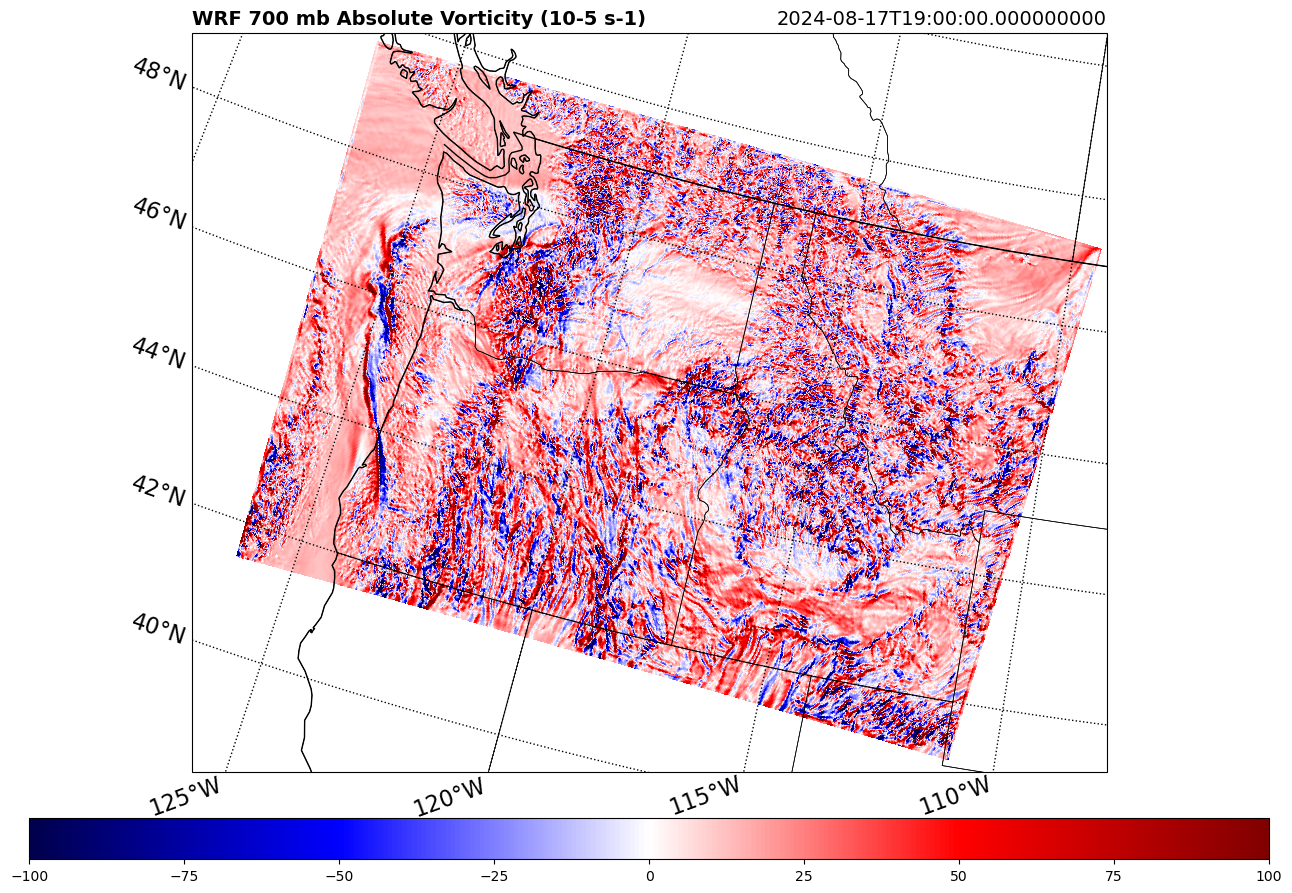 WRF 700 mb Absolute Vorticity (10-5 s-1)
2024-08-17T19:00:00.000000000
48°N
46°N
44°N
42°N
40°N
125°W
120°W
115°W
110°W
−100
−75
−50
−25
0
25
50
75
100